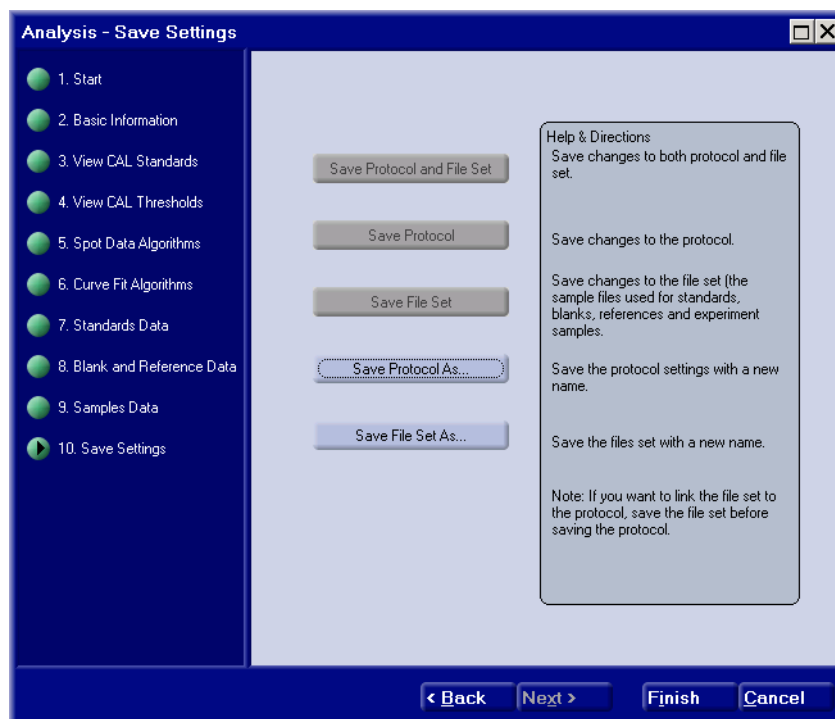 Analysis - Save Settings
1. Start
2. Basic Information
3. View CAL Standards
4. View CAL Thresholds
5. Spot Data Algorithms
6. Curve Fit Algorithms
7. Standards Data
8. Blank and Reference Data
9. Samples Data
10. Save Settings
Save Protocol and File Set
Save Protocol
Save File Set
Save Protocol As...
Save File Set As...
Help & Directions
Save changes to both protocol and file
set.
Save changes to the protocol.
Save changes to the file set (the
sample files used for standards,
blanks, references and experiment
samples.
Save the protocol settings with a new
name.
Save the files set with a new name.
Note: If you want to link the file set to
the protocol, save the file set before
saving the protocol.
< Back
Next >
Finish
Cancel